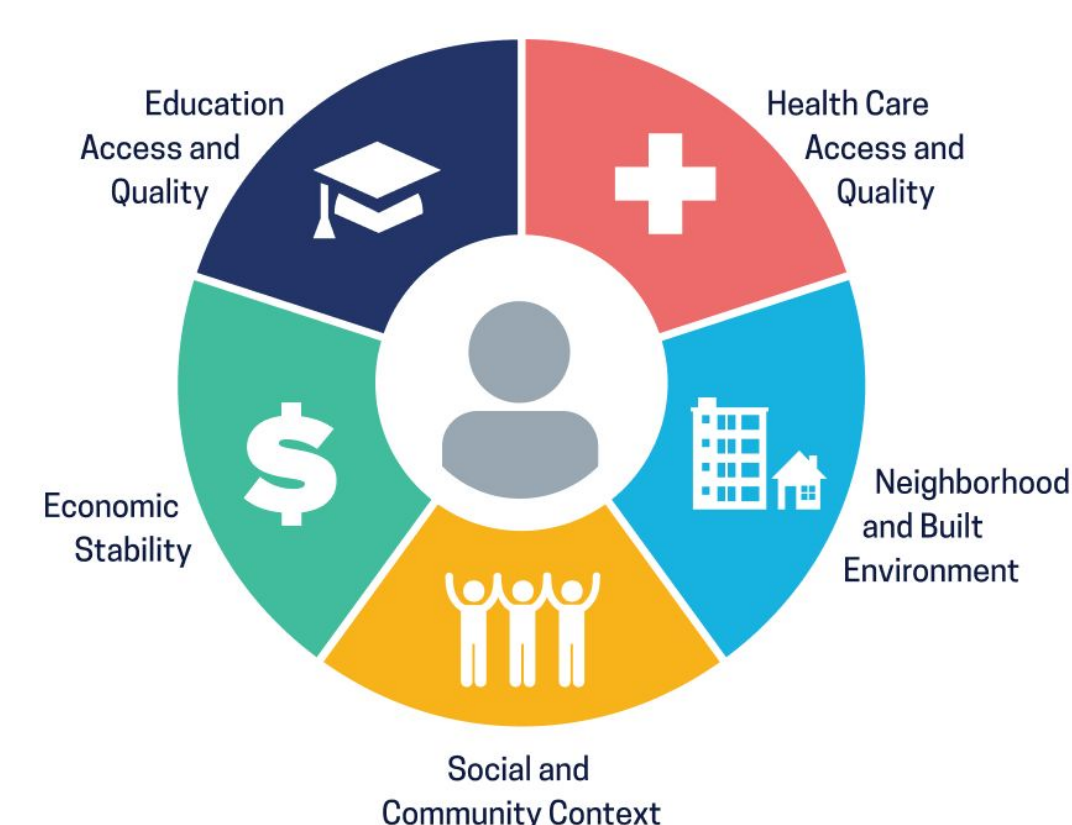 Education
Access and
Quality
Health Care
Access and
Quality
Economic
Stability
Neighborhood
and Built
Environment
Social and
Community Context